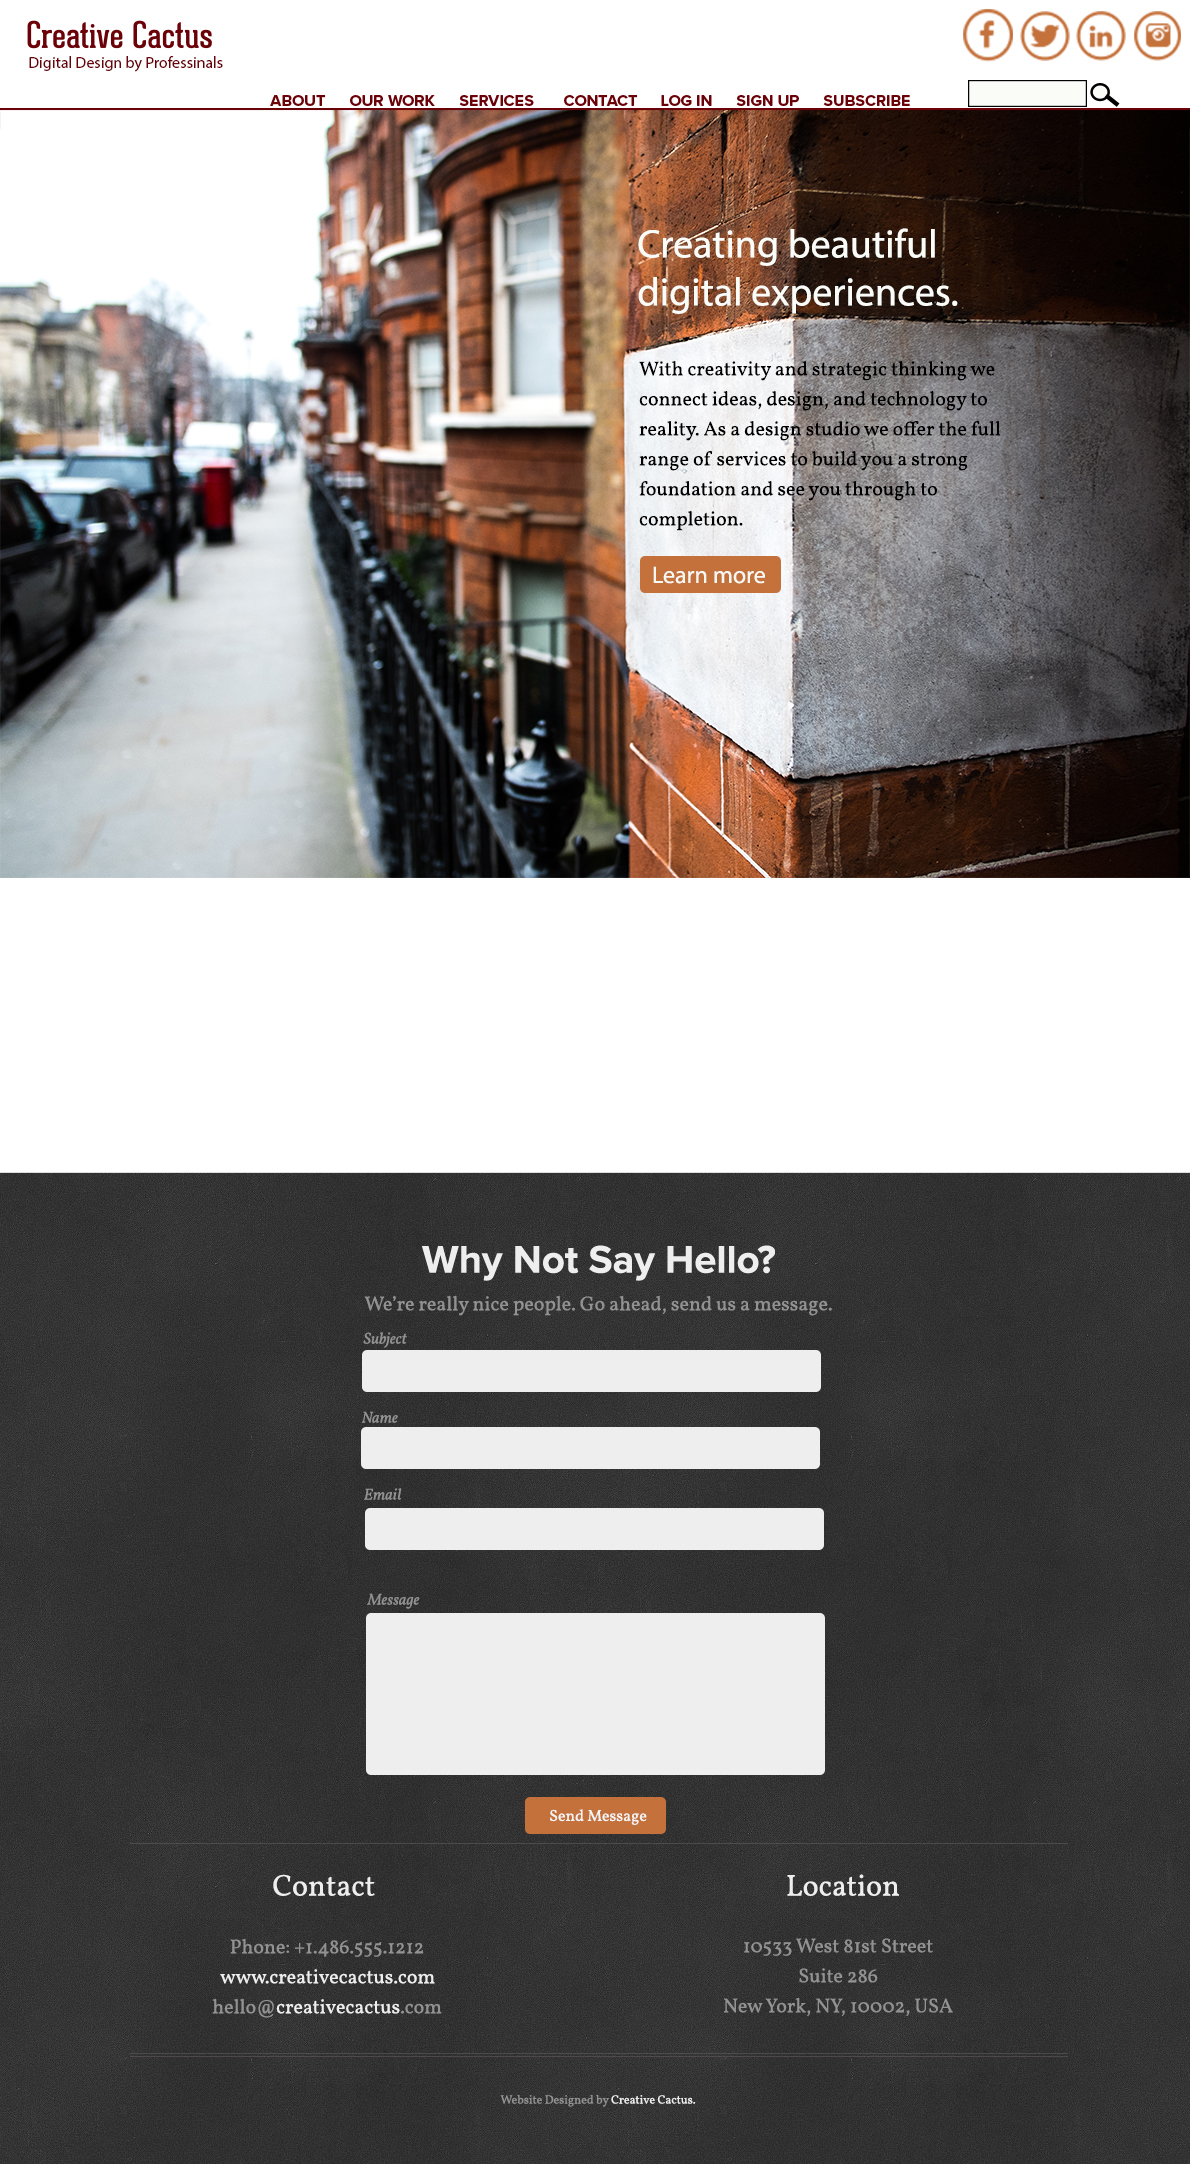 Creative Cactus
Digital Design by Professinals
ABOUT OUR WORK SERVICES CONTACT LOG IN SIGN UP SUBSCRIBE
Creating beautiful
digital experiences.
With creativity and strategic thinking we
connect ideas, design, and technology to
reality. As a design studio we offer the full
range of services to build you a strong
foundation and see you through to
completion.
Learn more
Why Not Say Hello?
We're really nice people. Go ahead, send us a message.
Subject
Name
Email
Message
Send Message
Contact
Phone: +1.486.555.1212
www.creativecactus.com
hello@creativecactus.com
Location
10533 West 81st Street
Suite 286
New York, NY, 10002, USA
Website Designed by Creative Cactus.